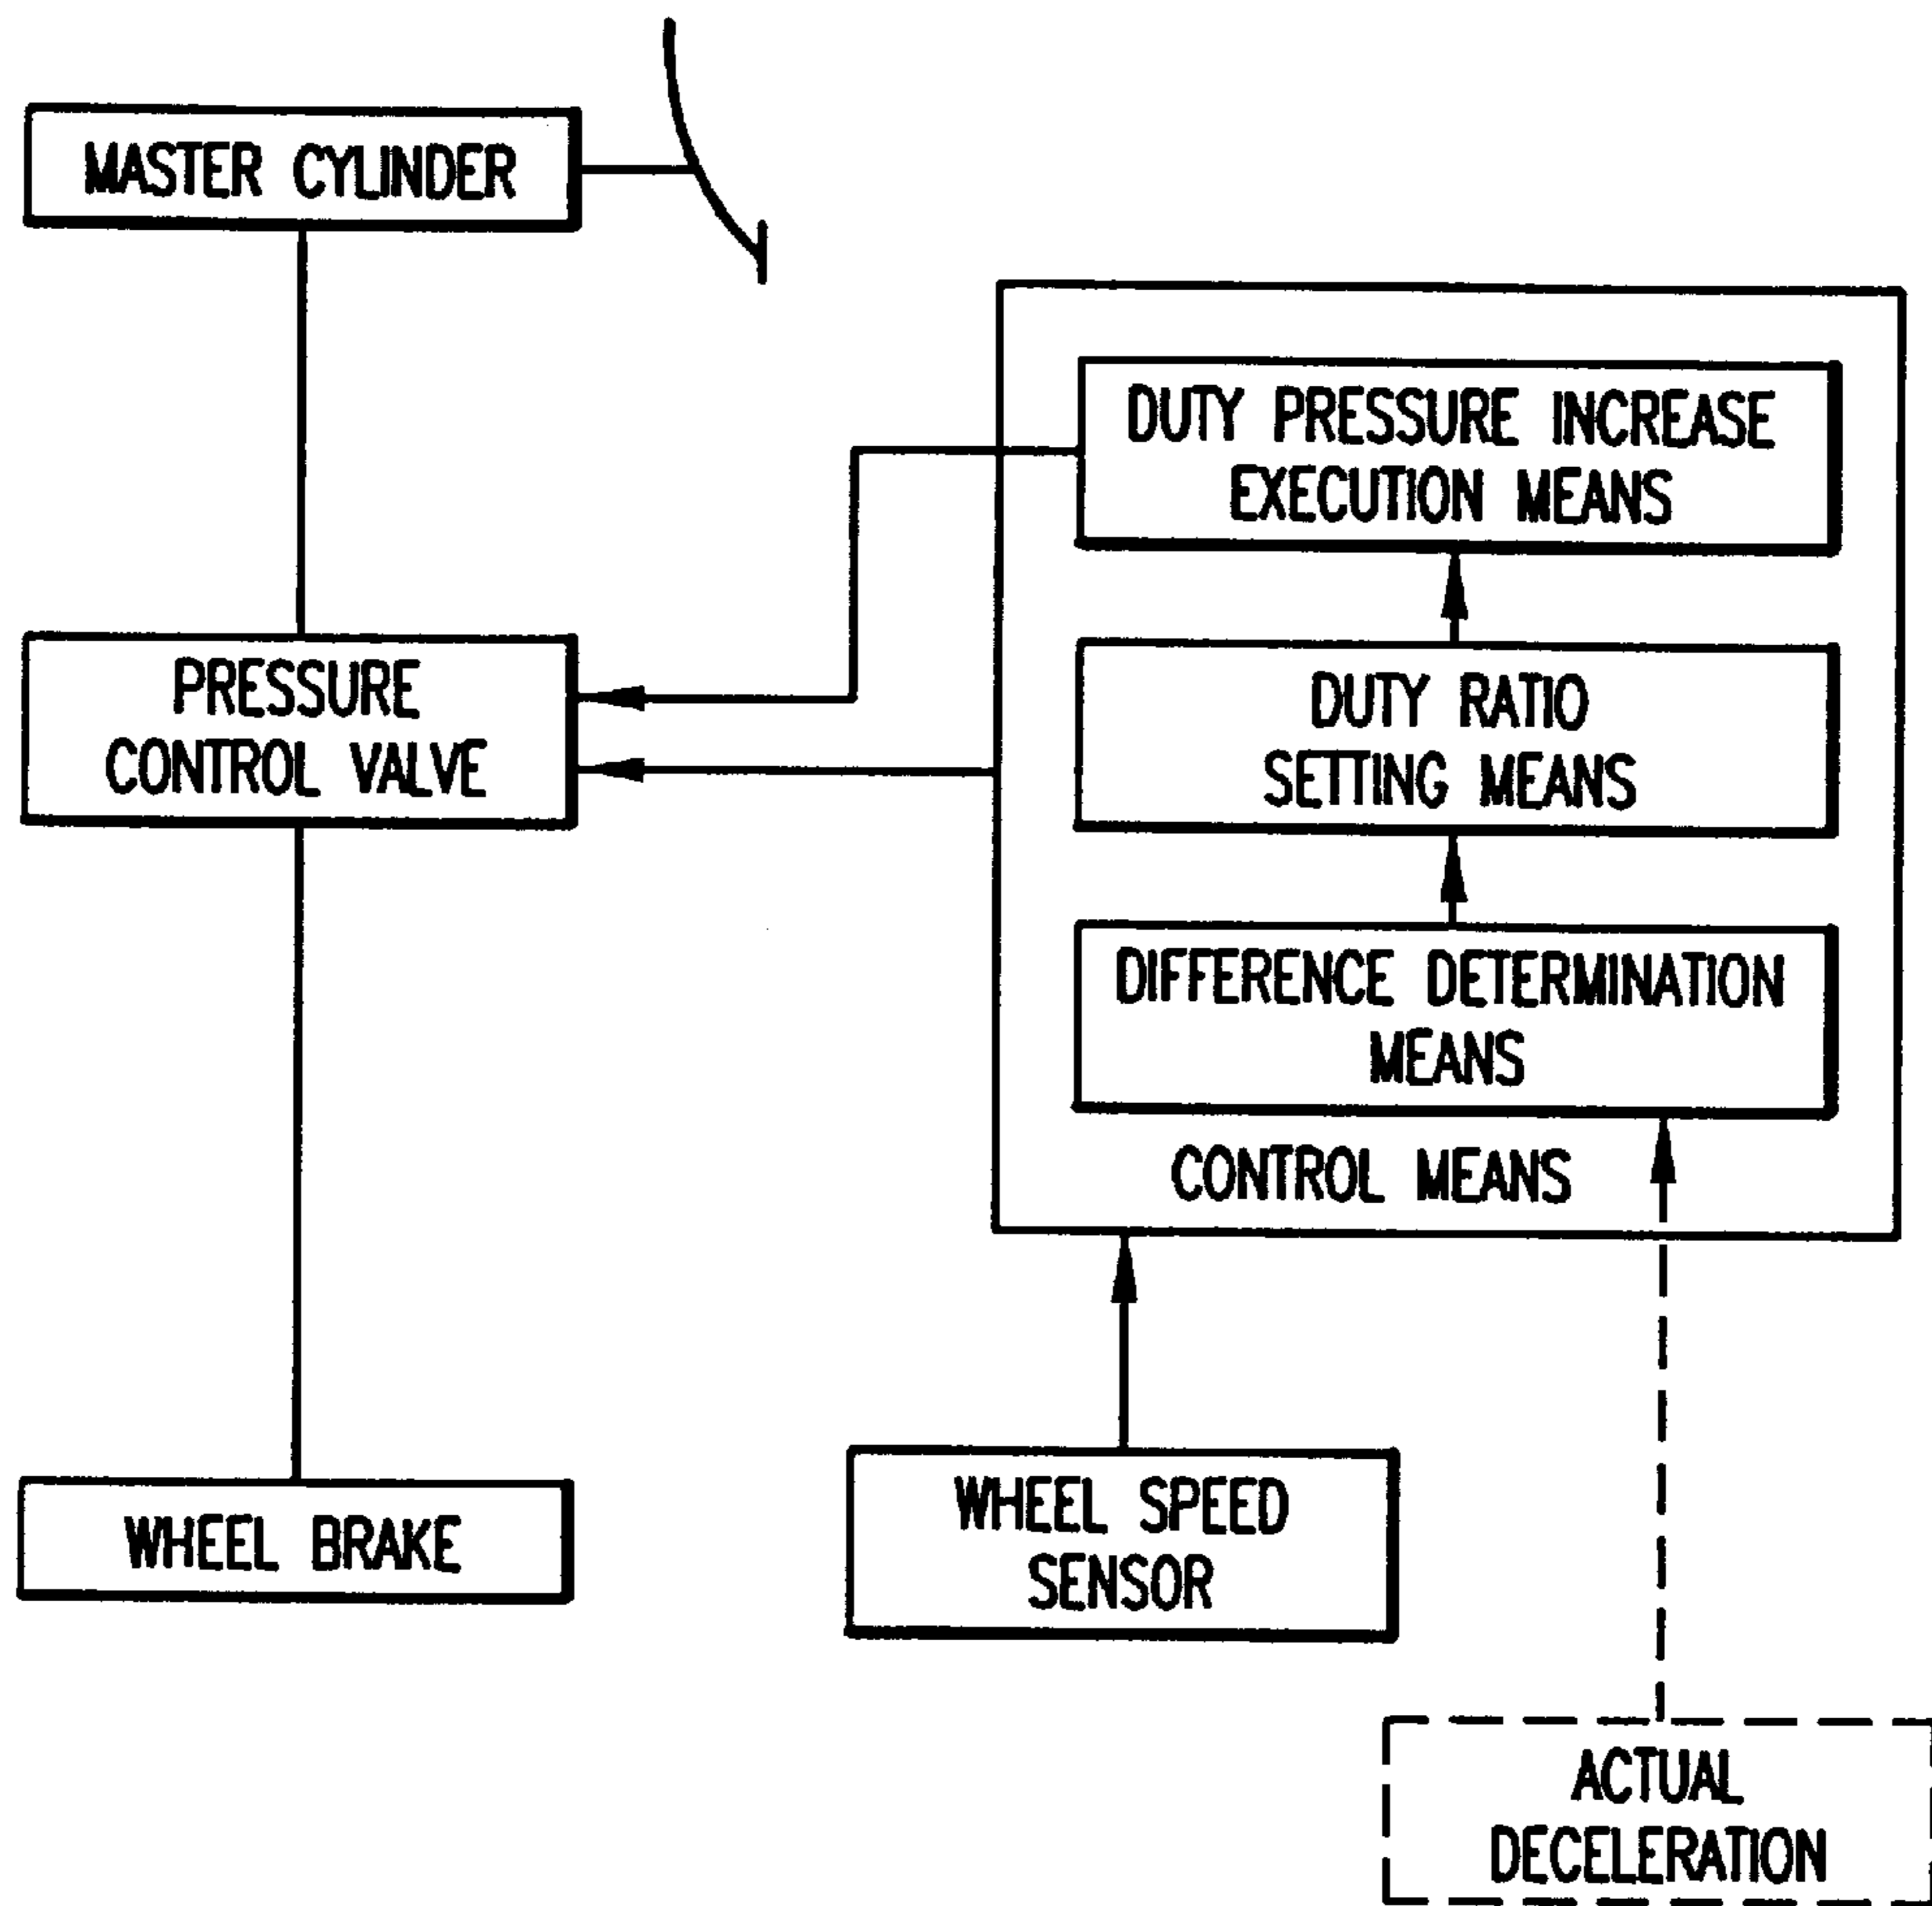 MASTER CYLINDER
DUTY PRESSURE INCREASE
EXECUTION MEANS
PRESSURE
CONTROL VALVE
DUTY RATIO
SETTING MEANS
DIFFERENCE DETERMINATION
MEANS
CONTROL MEANS
WHEEL BRAKE
WHEEL SPEED
SENSOR
ACTUAL
DECELERATION